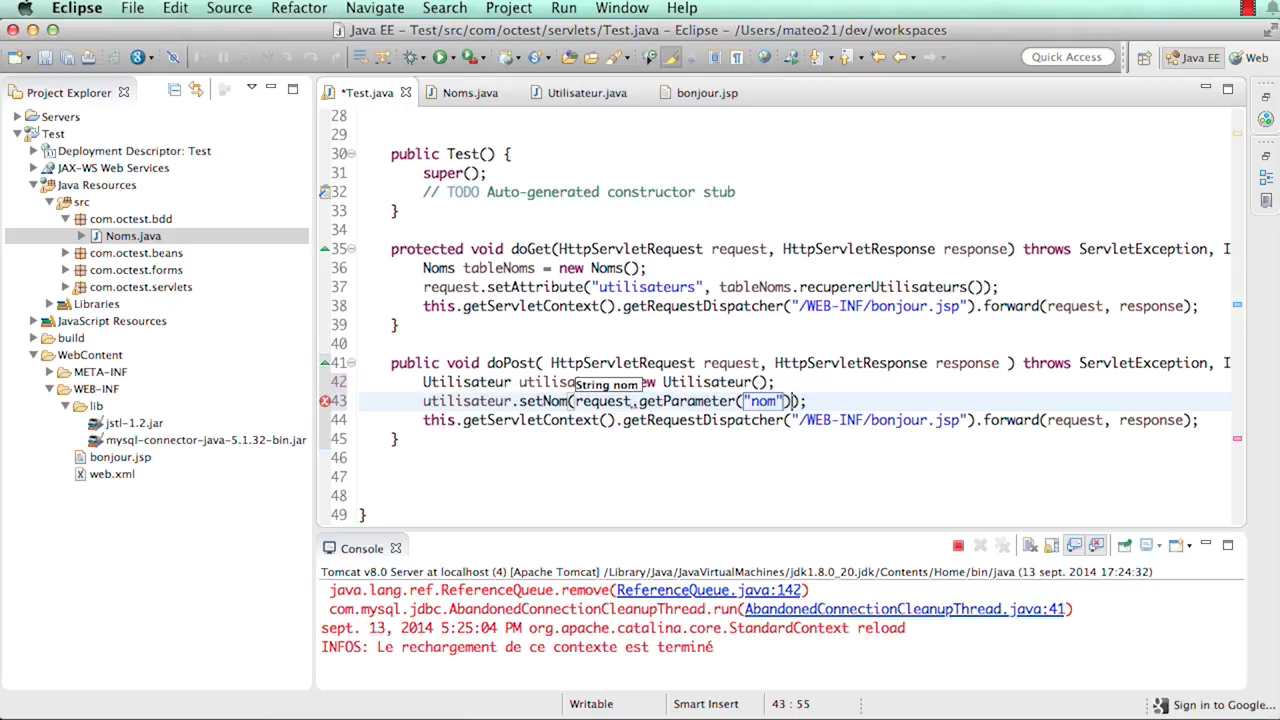 Eclipse File Edit Source Refactor Navigate Search Project Run Window Help
Java EE - Test/src/com/octest/servlets/Test.java - Eclipse - /Users/mateo21/dev/workspaces
Quick Access
Java EE
Web
Project Explorer
*Test.java
Noms.java
Utilisateur.java
bonjour.jsp
Servers
Test
Deployment Descriptor: Test
JAX-WS Web Services
Java Resources
src
com.octest.bdd
Noms.java
com.octest.beans
com.octest.forms
com.octest.servlets
Libraries
JavaScript Resources
build
WebContent
META-INF
WEB-INF
lib
jstl-1.2.jar
mysql-connector-java-5.1.32-bin.jar
bonjour.jsp
web.xml
28
29
30 public Test() {
31 super();
32 // TODO Auto-generated constructor stub
33 }
34
35 protected void doGet(HttpServletRequest request, HttpServletResponse response) throws ServletException, I
36 Noms tableNoms = new Noms();
37 request.setAttribute("utilisateurs", tableNoms.recupererUtilisateurs());
38 this.getServletContext().getRequestDispatcher("/WEB-INF/bonjour.jsp").forward(request, response);
39 }
40
41 public void doPost( HttpServletRequest request, HttpServletResponse response ) throws ServletException, I
42 Utilisateur utilisa String nom ew Utilisateur();
43 utilisateur.setNom(request.getParameter("nom"));
44 this.getServletContext().getRequestDispatcher("/WEB-INF/bonjour.jsp").forward(request, response);
45 }
46
47
48
49 }
Console
Tomcat v8.0 Server at localhost (4) [Apache Tomcat] /Library/Java/JavaVirtualMachines/jdk1.8.0_20.jdk/Contents/Home/bin/java (13 sept. 2014 17:24:32)
java.lang.ref.ReferenceQueue.remove(ReferenceQueue.java:142)
com.mysql.jdbc.AbandonedConnectionCleanupThread.run(AbandonedConnectionCleanupThread.java:41)
sept. 13, 2014 5:25:04 PM org.apache.catalina.core.StandardContext reload
INFOS: Le rechargement de ce contexte est terminé
Writable
Smart Insert
43 : 55
Sign in to Google...